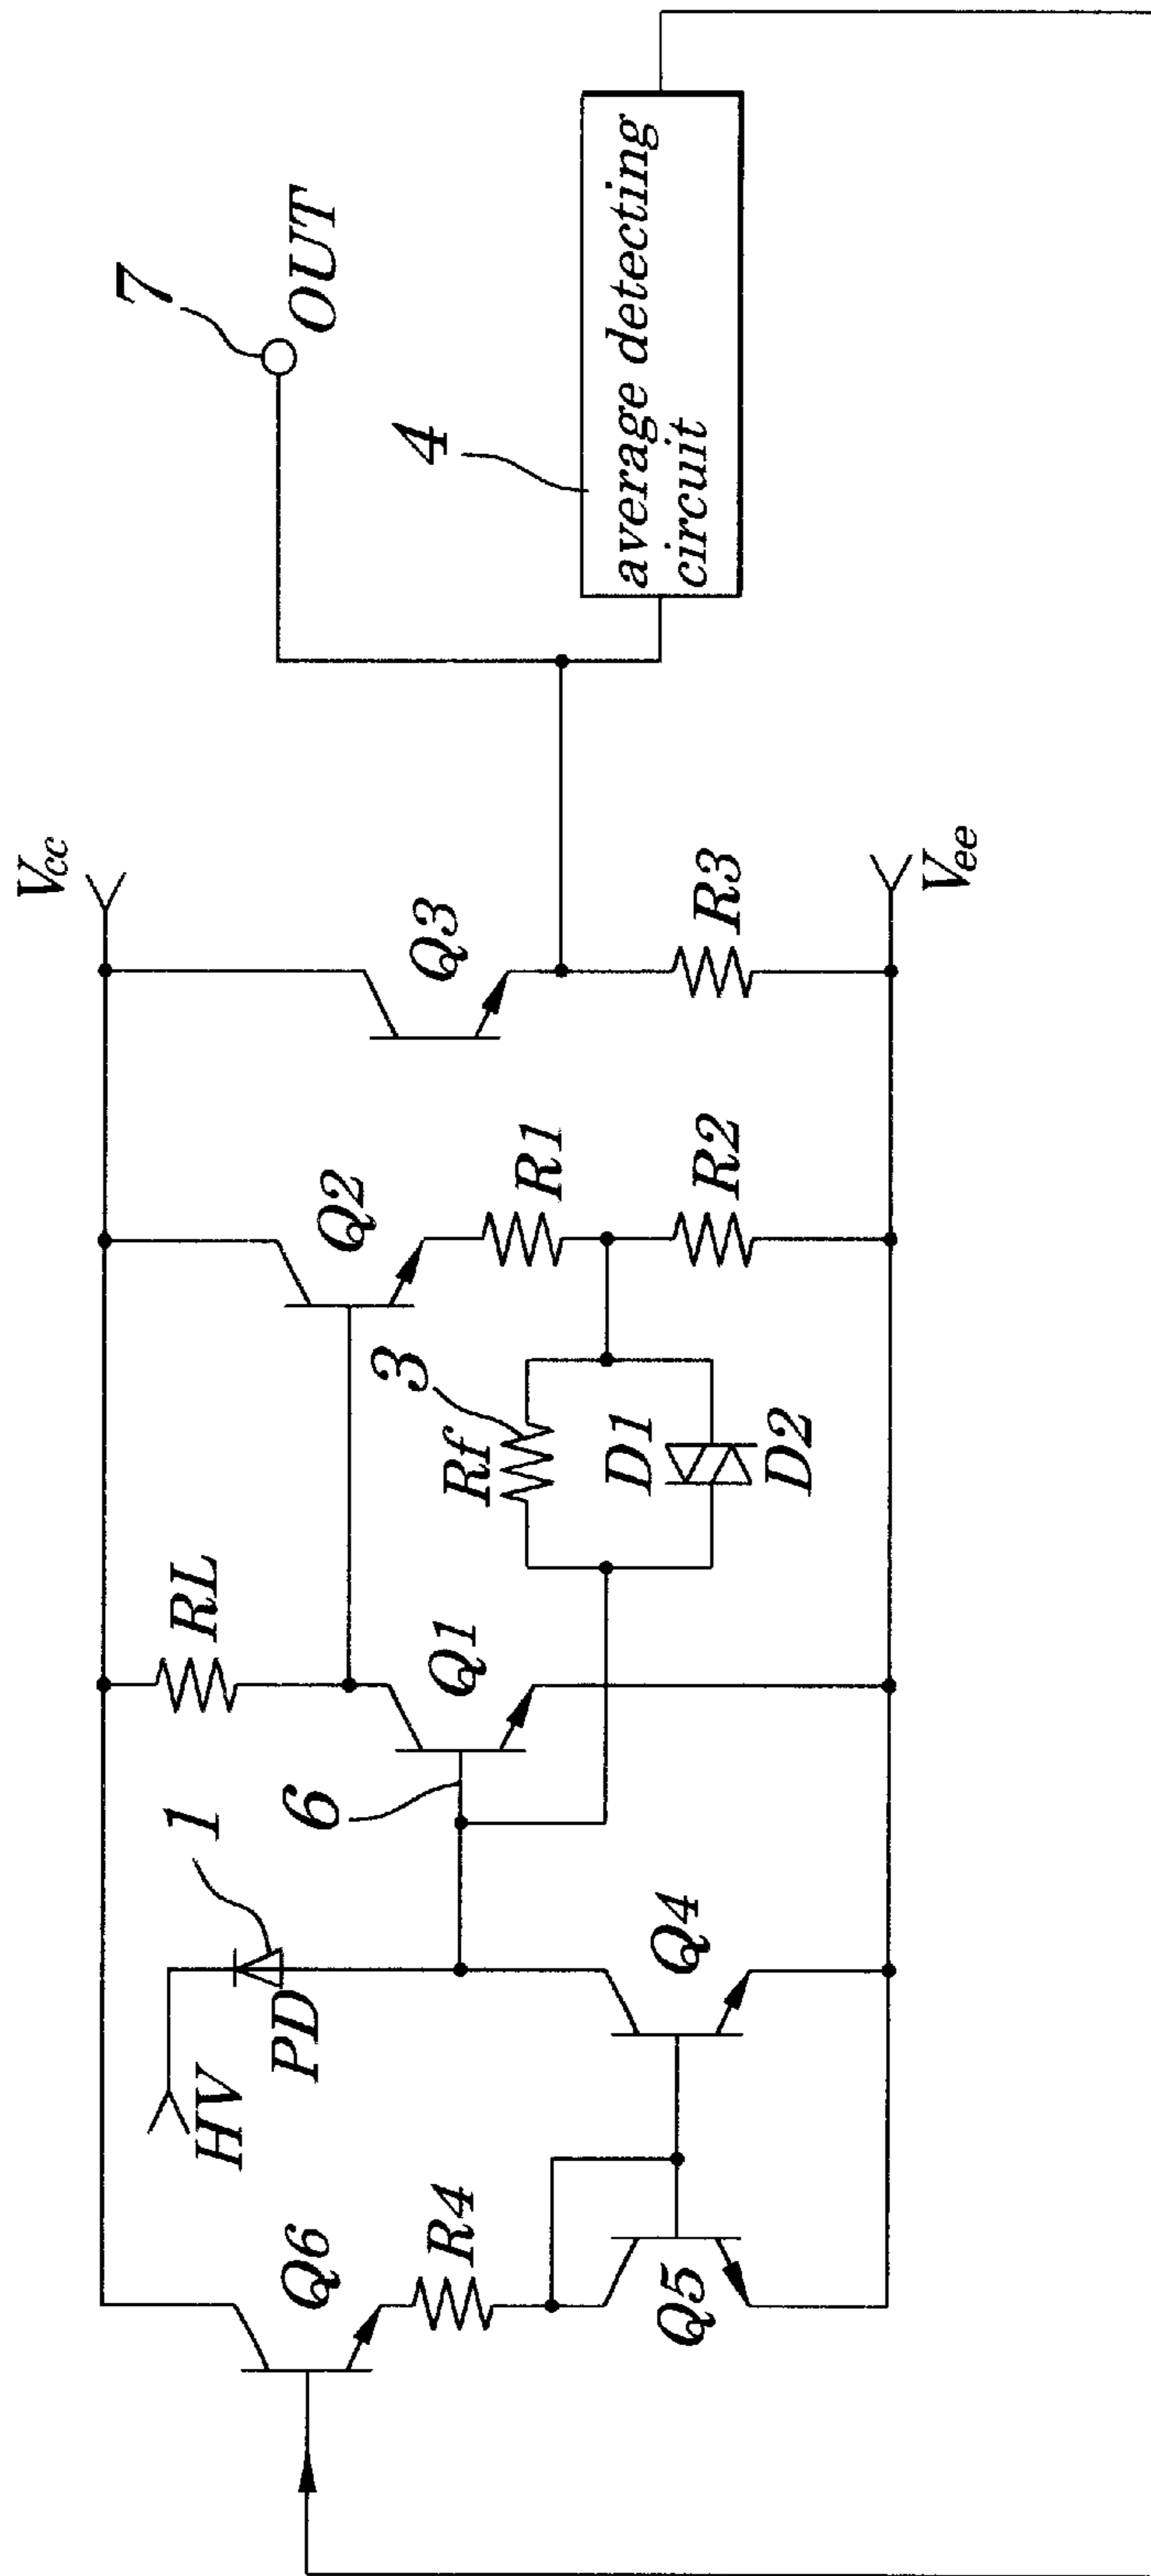 Vcc
7
OUT
4
average detecting
circuit
Q3
R3
Vee
Q2
R1
R2
3
Rf
D1
D2
RL
Q1
6
1
PD
HV
Q4
Q6
R4
Q5